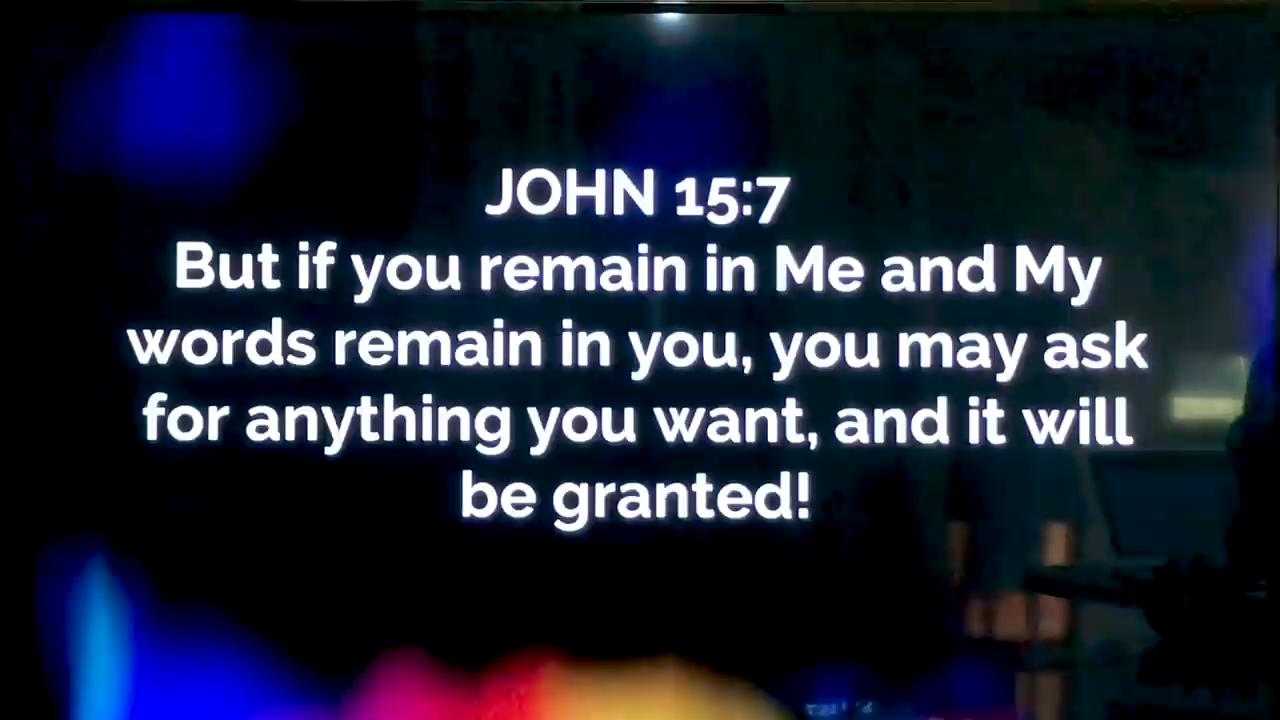 JOHN 15:7
But if you remain in Me and My
words remain in you, you may ask
for anything you want, and it will
be granted!